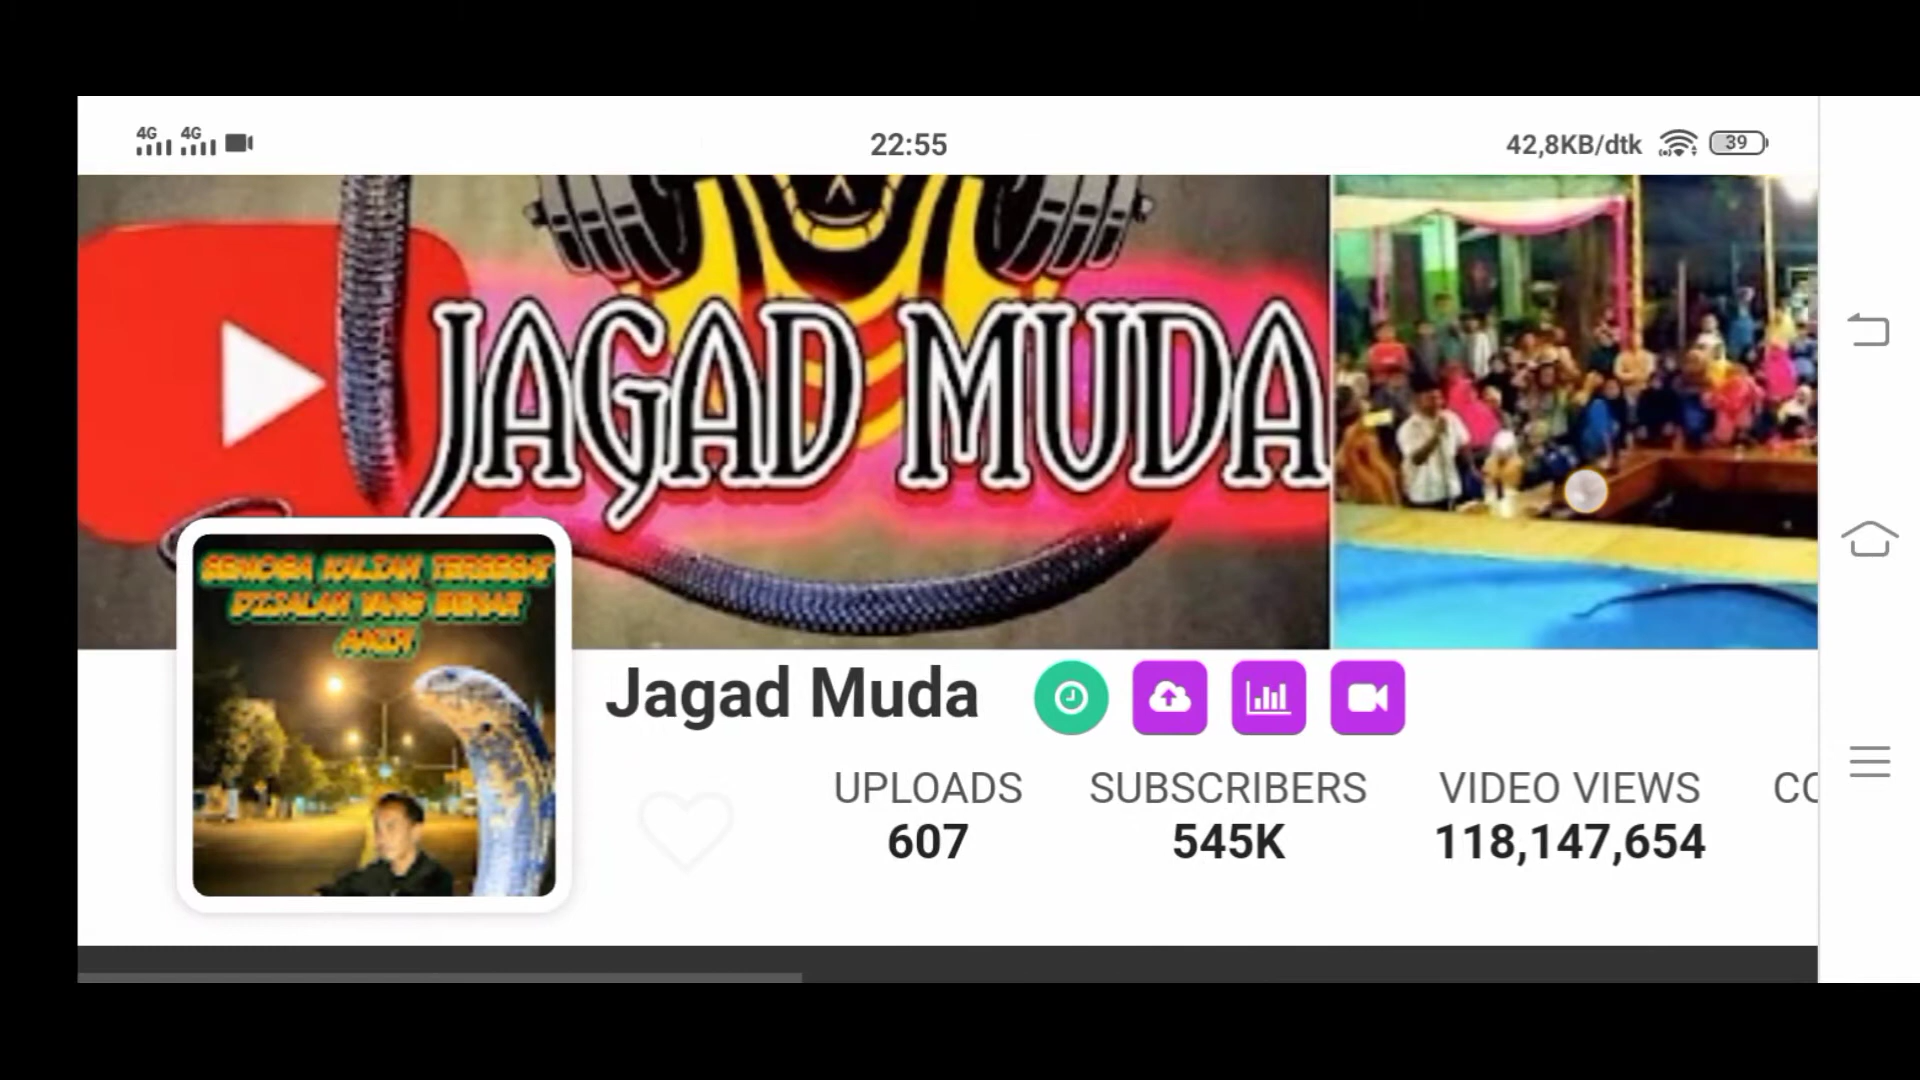 4G 4G
22:55
42,8KB/dtk
39
JAGAD MUDA
SEMOGA KALIAN TERSESAT
DIJALAN YANG BENAR
AMIN
Jagad Muda
UPLOADS
607
SUBSCRIBERS
545K
VIDEO VIEWS
118,147,654